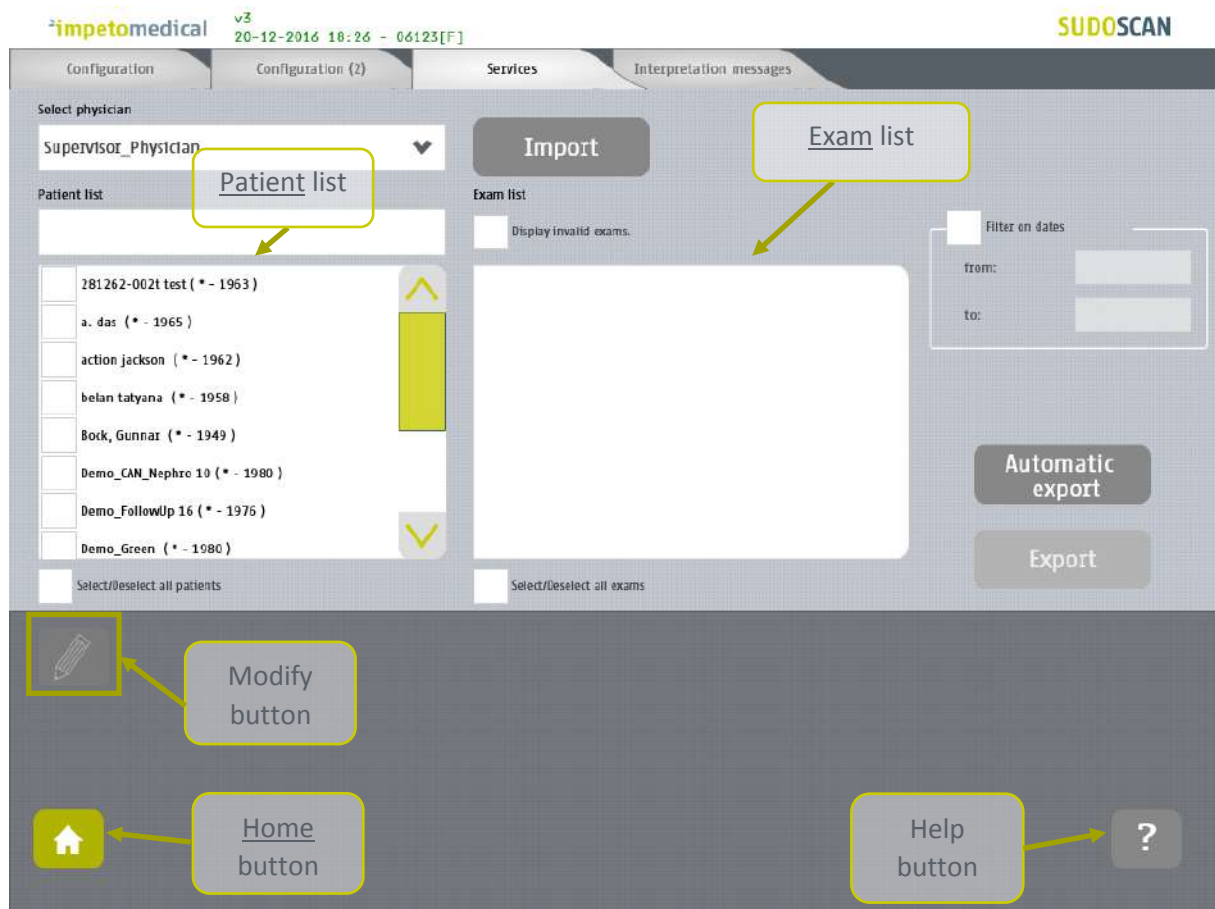 impetomedical
v3
20-12-2016 18:26 - 06123[F]
SUDOSCAN
Configuration
Configuration (2)
Services
Interpretation messages
Select physician
Supervisor_Physician
Import
Exam list
Patient list
Patient list
Exam list
Display invalid exams.
Filter on dates
from:
to:
281262-002t test ( * - 1963 )
a. das ( * - 1965 )
action jackson ( * - 1962 )
belan tatyana ( * - 1958 )
Bock, Gunnar ( * - 1949 )
Demo_CAN_Nephro 10 ( * - 1980 )
Demo_FollowUp 16 ( * - 1976 )
Demo_Green ( * - 1980 )
Automatic
export
Export
Select/Deselect all patients
Select/Deselect all exams
Modify
button
Home
button
Help
button
?